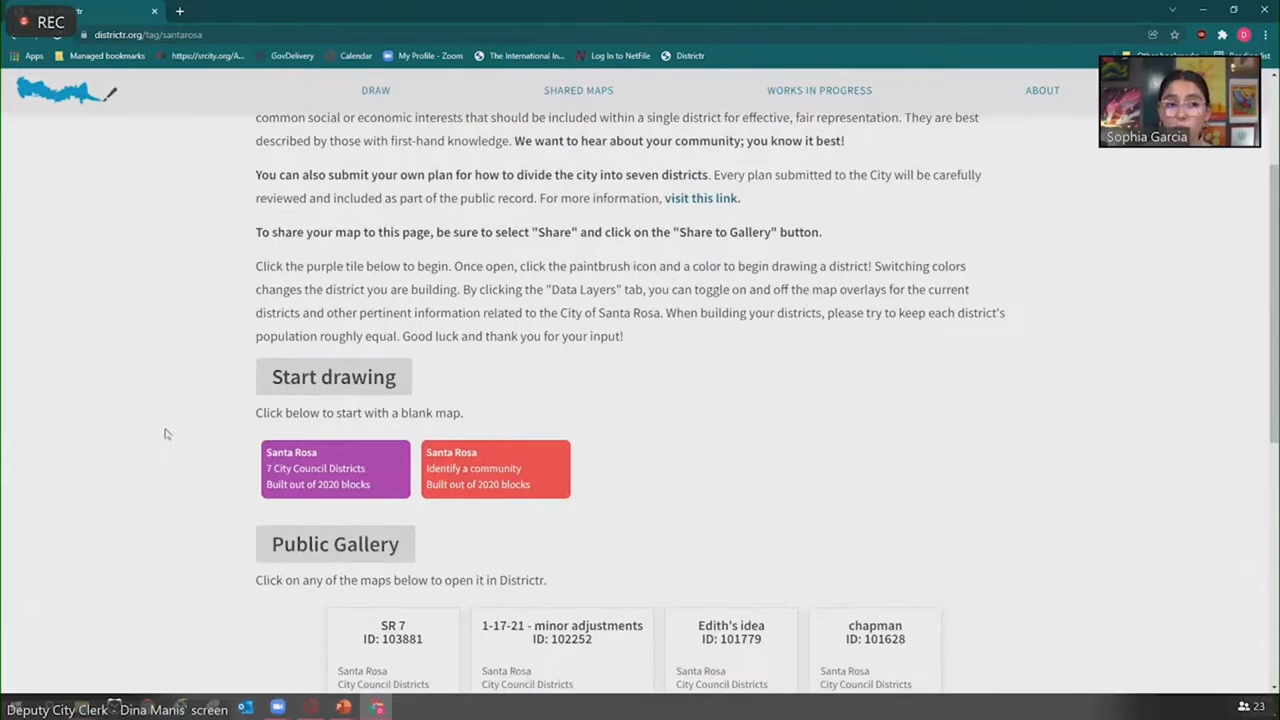 REC
districtr.org/tag/santarosa
Apps Managed bookmarks https://srcity.org/A... GovDelivery Calendar My Profile - Zoom The International In... Log In to NetFile Districtr
DRAW SHARED MAPS WORKS IN PROGRESS ABOUT
Sophia Garcia
common social or economic interests that should be included within a single district for effective, fair representation. They are best
described by those with first-hand knowledge. We want to hear about your community; you know it best!
You can also submit your own plan for how to divide the city into seven districts. Every plan submitted to the City will be carefully
reviewed and included as part of the public record. For more information, visit this link.
To share your map to this page, be sure to select "Share" and click on the "Share to Gallery" button.
Click the purple tile below to begin. Once open, click the paintbrush icon and a color to begin drawing a district! Switching colors
changes the district you are building. By clicking the "Data Layers" tab, you can toggle on and off the map overlays for the current
districts and other pertinent information related to the City of Santa Rosa. When building your districts, please try to keep each district's
population roughly equal. Good luck and thank you for your input!
Start drawing
Click below to start with a blank map.
Santa Rosa
7 City Council Districts
Built out of 2020 blocks
Santa Rosa
Identify a community
Built out of 2020 blocks
Public Gallery
Click on any of the maps below to open it in Districtr.
SR 7
ID: 103881
Santa Rosa
City Council Districts
1-17-21 - minor adjustments
ID: 102252
Santa Rosa
City Council Districts
Edith's idea
ID: 101779
Santa Rosa
City Council Districts
chapman
ID: 101628
Santa Rosa
City Council Districts
Deputy City Clerk - Dina Manis' screen
23